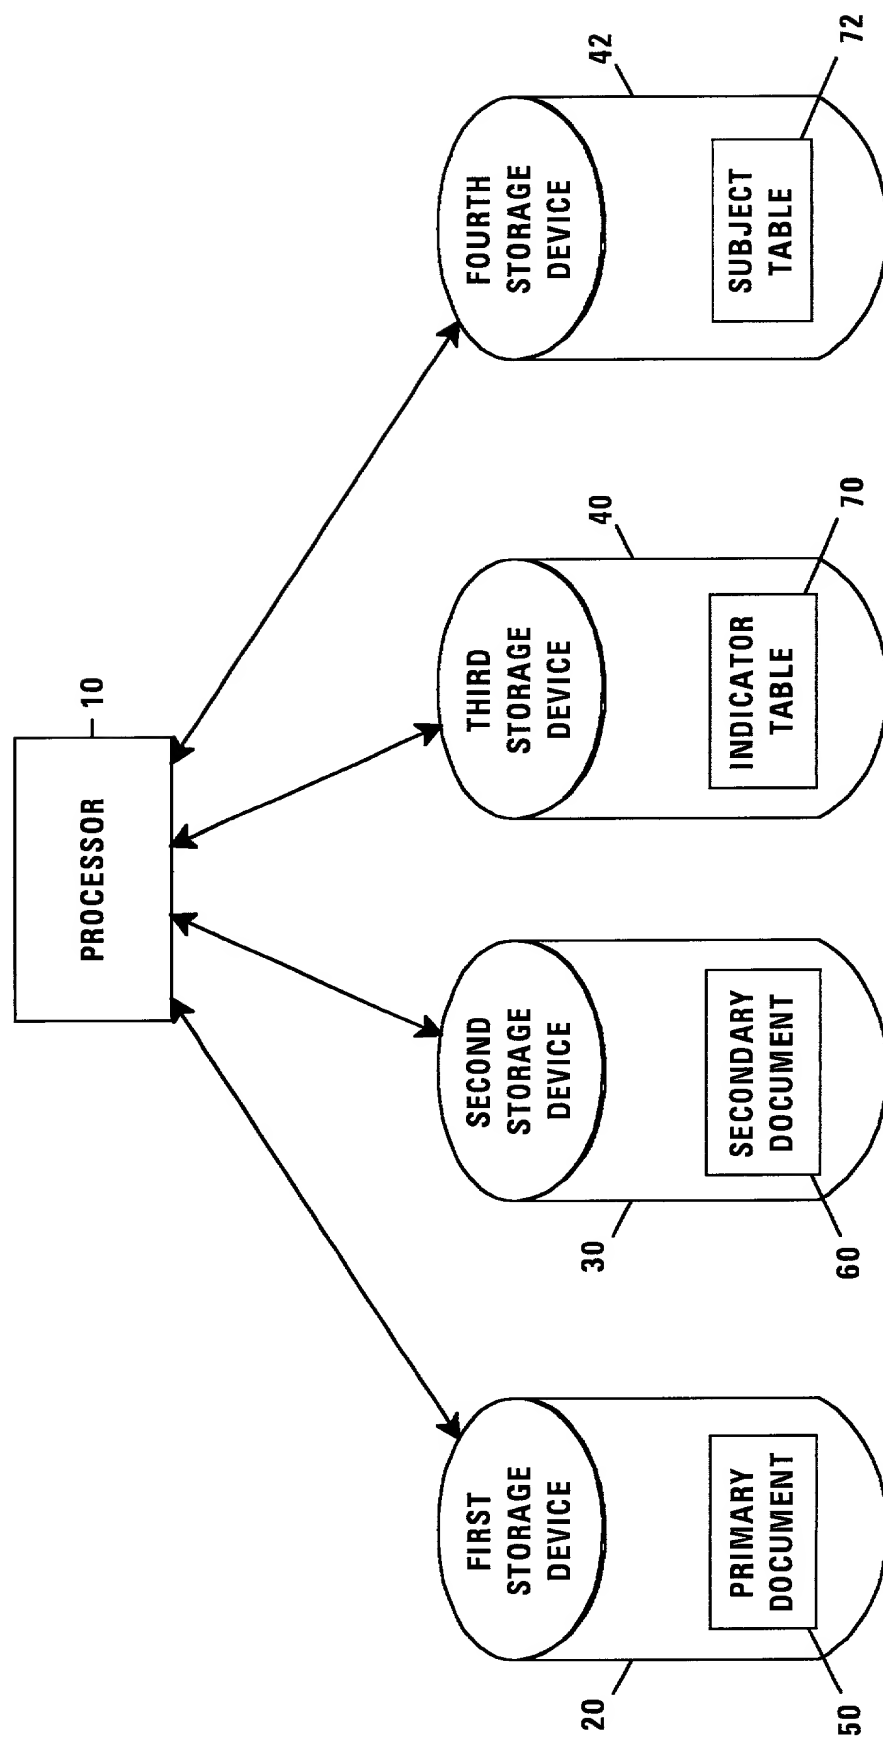 PROCESSOR
10
FIRST
STORAGE
DEVICE
20
PRIMARY
DOCUMENT
50
SECOND
STORAGE
DEVICE
30
SECONDARY
DOCUMENT
60
THIRD
STORAGE
DEVICE
40
INDICATOR
TABLE
70
FOURTH
STORAGE
DEVICE
42
SUBJECT
TABLE
72